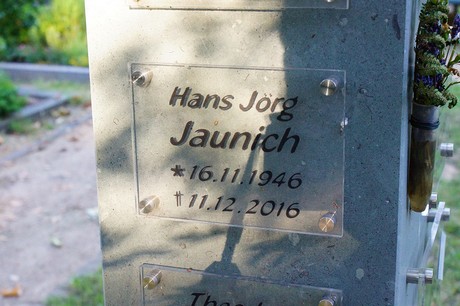 Hans Jörg
Jaunich
* 16.11.1946
† 11.12.2016